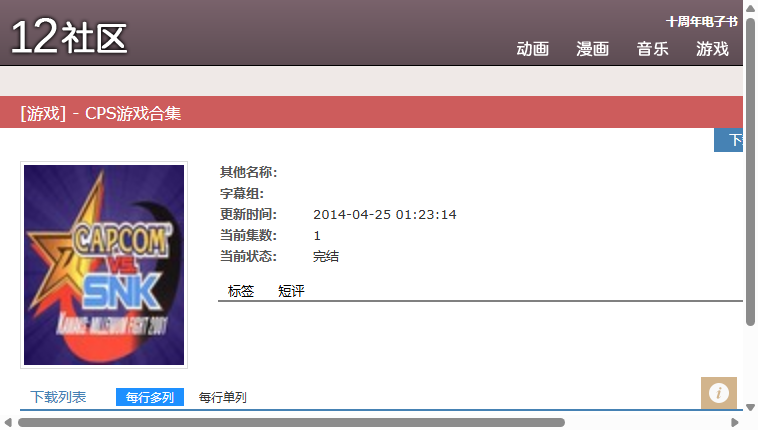 12社区
十周年电子书
动画 漫画 音乐 游戏
[游戏] - CPS游戏合集
下
CAPCOM
VS.
SNK
MILLENNIUM FIGHT 2001
其他名称:
字幕组:
更新时间: 2014-04-25 01:23:14
当前集数: 1
当前状态: 完结
标签 短评
下载列表 每行多列 每行单列
i